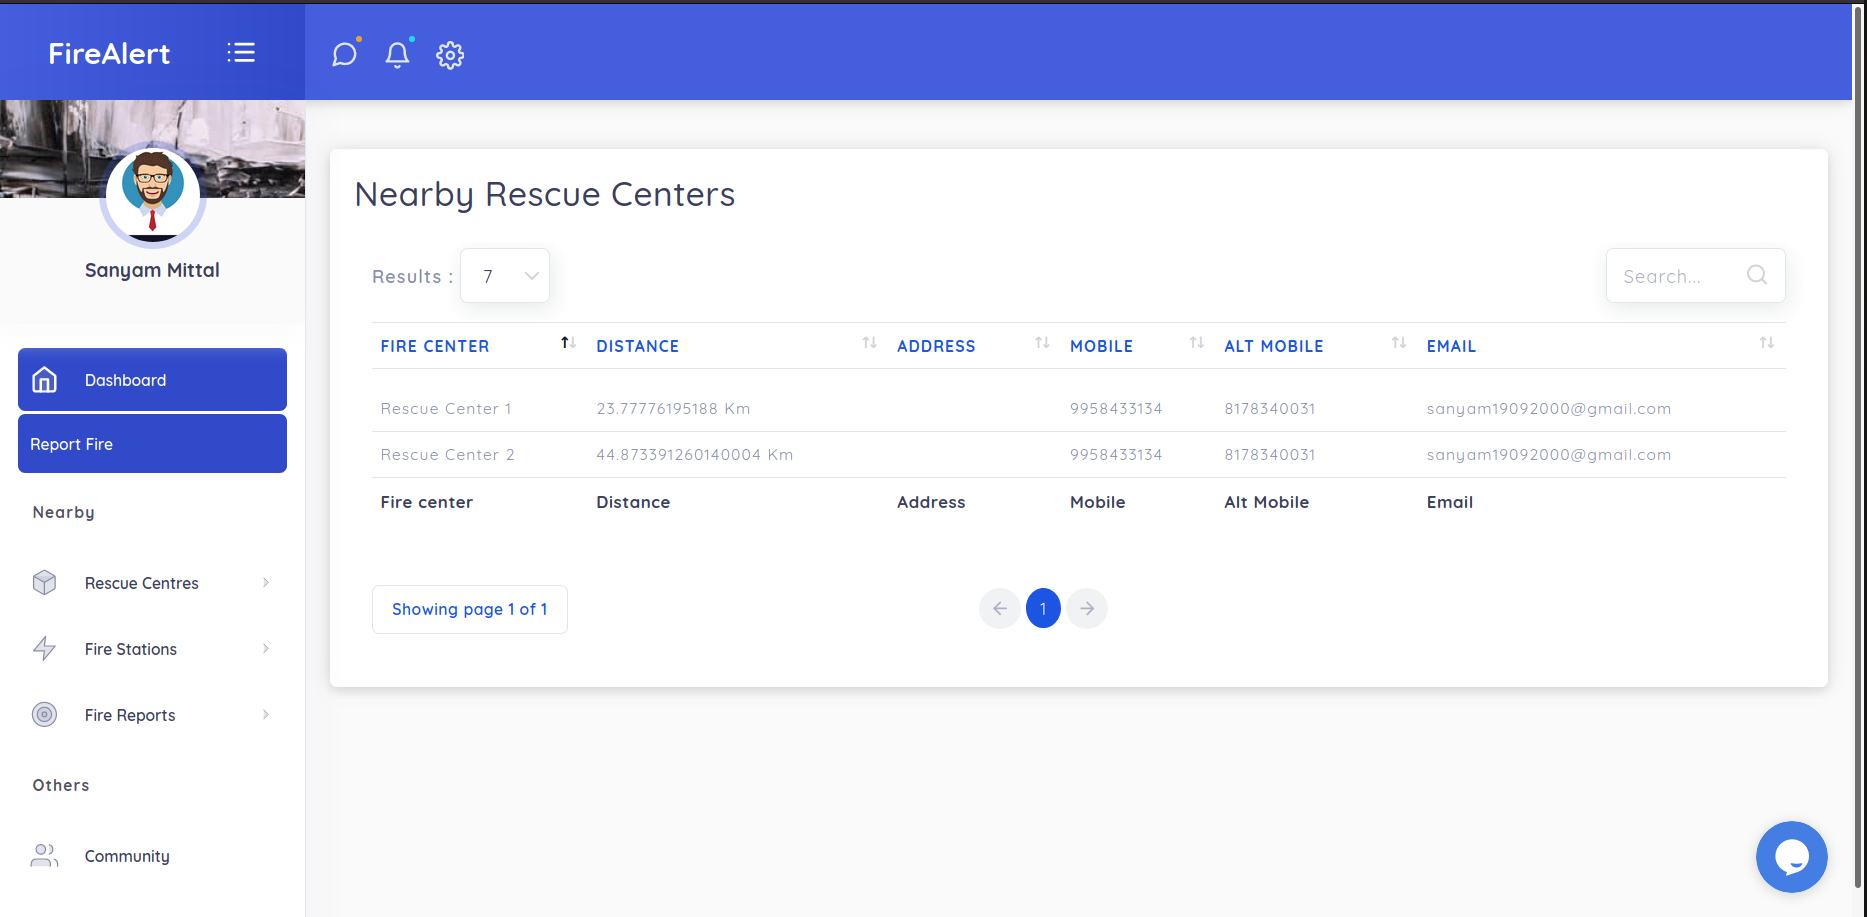 FireAlert
Sanyam Mittal
Dashboard
Report Fire
Nearby
Rescue Centres
Fire Stations
Fire Reports
Others
Community
Nearby Rescue Centers
Results : 7
Search...
FIRE CENTER DISTANCE ADDRESS MOBILE ALT MOBILE EMAIL
Rescue Center 1 23.77776195188 Km 9958433134 8178340031 sanyam19092000@gmail.com
Rescue Center 2 44.873391260140004 Km 9958433134 8178340031 sanyam19092000@gmail.com
Fire center Distance Address Mobile Alt Mobile Email
Showing page 1 of 1
1